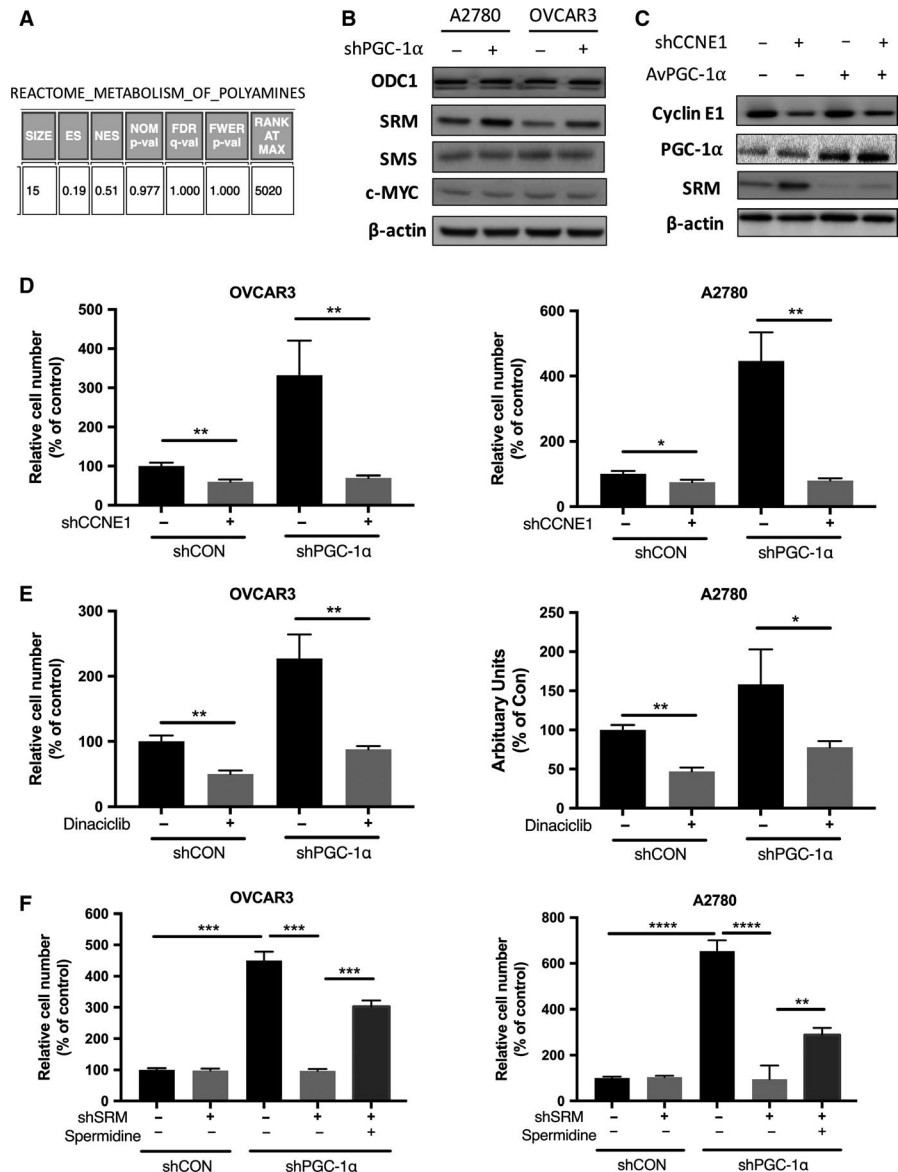 A
REACTOME_METABOLISM_OF_POLYAMINES
SIZE ES NES NOM p-val FDR q-val FWER p-val RANK AT MAX
15 0.19 0.51 0.977 1.000 1.000 5020
B
A2780 OVCAR3
shPGC-1α – + – +
ODC1
SRM
SMS
c-MYC
β-actin
C
shCCNE1 – + – +
AvPGC-1α – – + +
Cyclin E1
PGC-1α
SRM
β-actin
D
OVCAR3
Relative cell number
(% of control)
500
400
300
200
100
0
** **
shCCNE1 – + – +
shCON shPGC-1α
A2780
Relative cell number
(% of control)
600
400
200
0
* **
– + – +
shCON shPGC-1α
E
OVCAR3
Relative cell number
(% of control)
300
200
100
0
** **
Dinaciclib – + – +
shCON shPGC-1α
A2780
Arbituary Units
(% of Con)
250
200
150
100
50
0
** *
Dinaciclib – + – +
shCON shPGC-1α
F
OVCAR3
Relative cell number
(% of control)
600
500
400
300
200
100
0
*** *** ***
shSRM – + – + +
Spermidine – – – – +
shCON shPGC-1α
A2780
Relative cell number
(% of control)
800
600
400
200
0
**** **** **
shSRM – + – + +
Spermidine – – – – +
shCON shPGC-1α